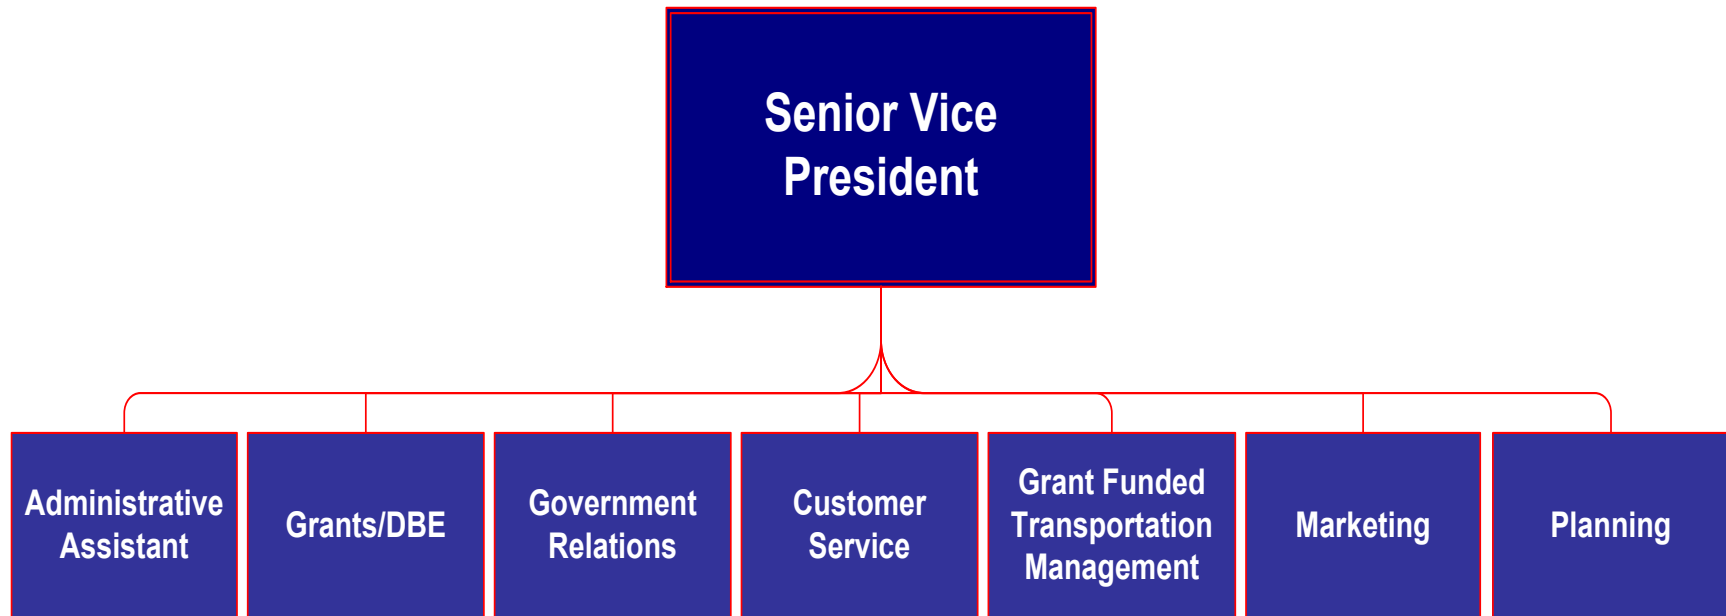 Senior Vice
President
Administrative
Assistant
Grants/DBE
Government
Relations
Customer
Service
Grant Funded
Transportation
Management
Marketing
Planning